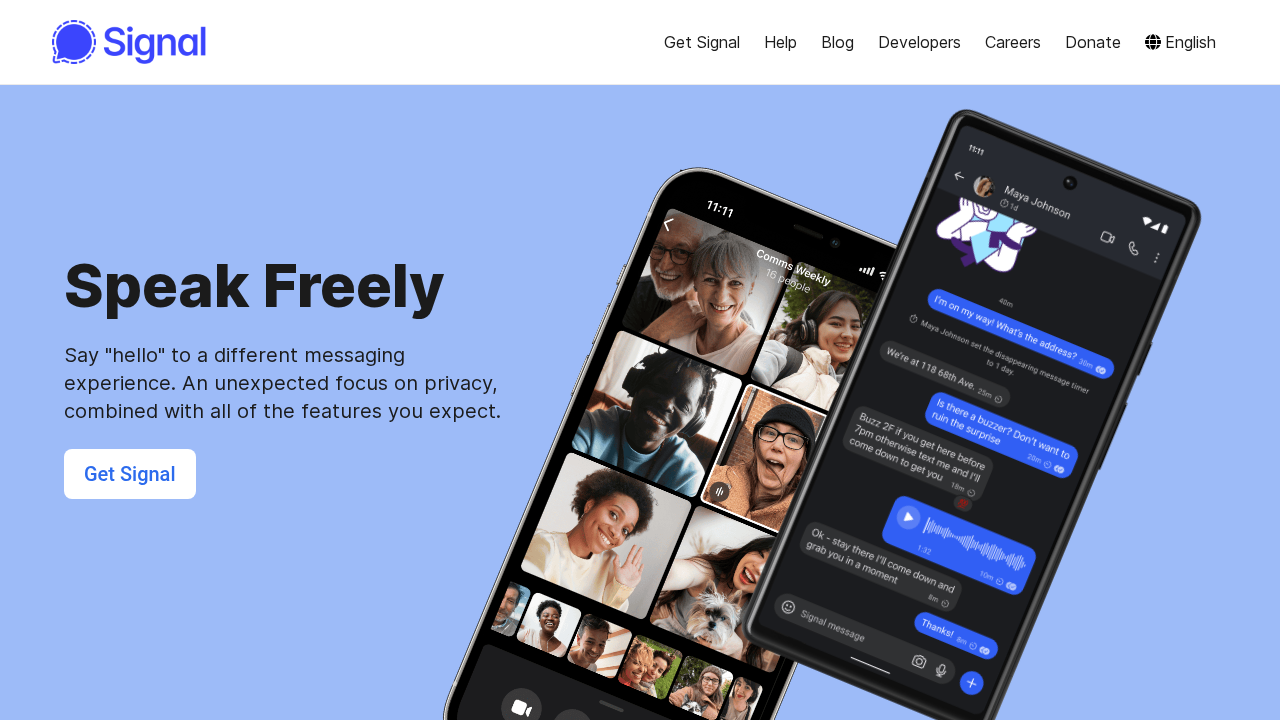 Signal
Get Signal
Help
Blog
Developers
Careers
Donate
English
Speak Freely
Say "hello" to a different messaging
experience. An unexpected focus on privacy,
combined with all of the features you expect.
Get Signal
11:11
Comms Weekly
16 people
11:11
Maya Johnson
1d
40m
I'm on my way! What's the address? 30m
Maya Johnson set the disappearing message timer
to 1 day.
We're at 118 68th Ave. 25m
Is there a buzzer? Don't want to
ruin the surprise
20m
Buzz 2F if you get here before
7pm otherwise text me and I'll
come down to get you 18m
1:32
10m
Ok - stay there I'll come down and
grab you in a moment
8m
Thanks! 8m
Signal message